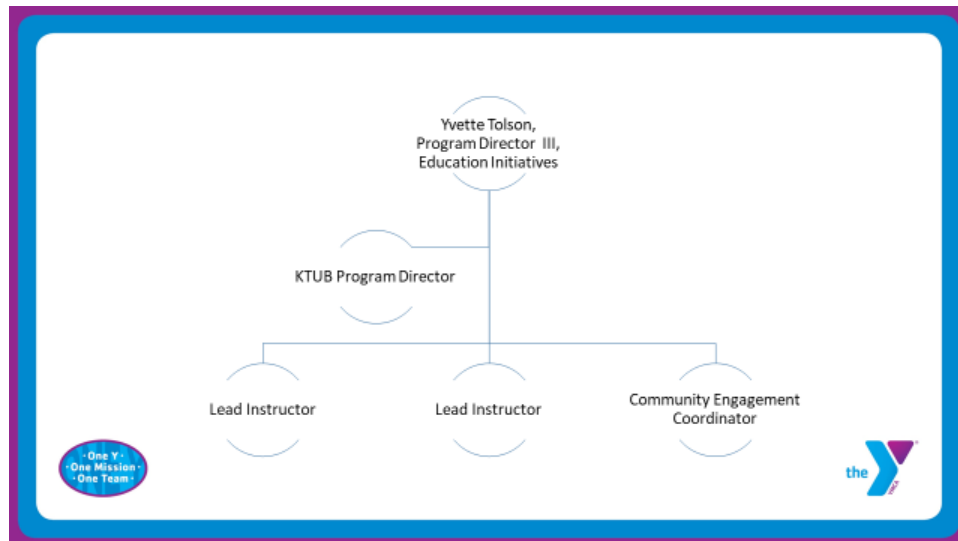 Yvette Tolson,
Program Director III,
Education Initiatives
KTUB Program Director
Lead Instructor
Lead Instructor
Community Engagement
Coordinator
· One Y ·
· One Mission ·
· One Team ·
the
YMCA